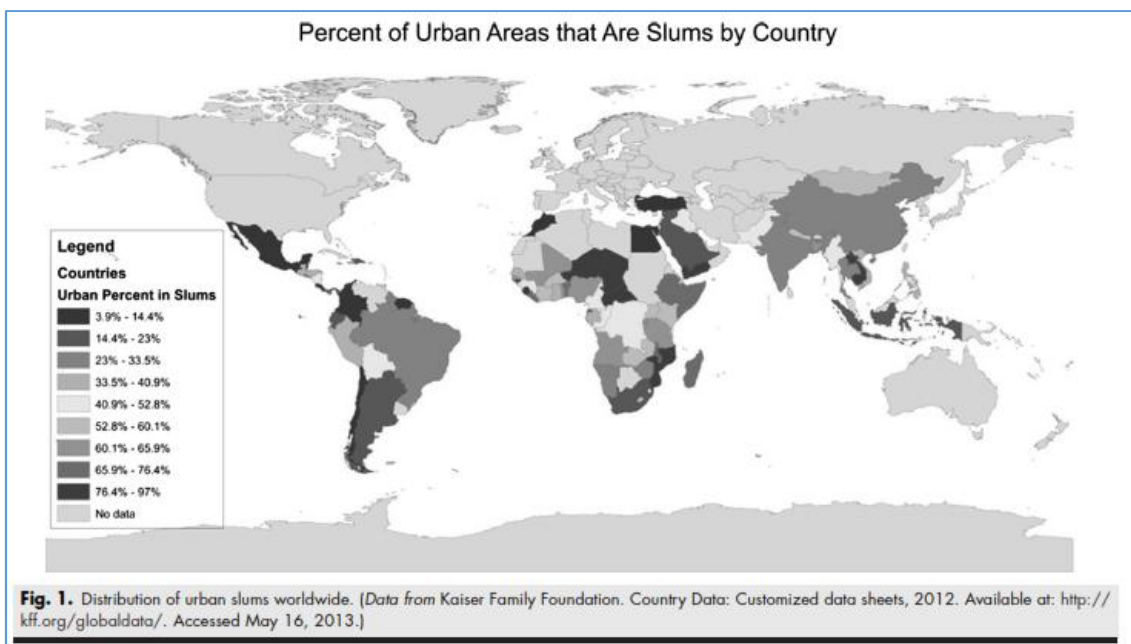 Percent of Urban Areas that Are Slums by Country
Legend
Countries
Urban Percent in Slums
3.9% - 14.4%
14.4% - 23%
23% - 33.5%
33.5% - 40.9%
40.9% - 52.8%
52.8% - 60.1%
60.1% - 65.9%
65.9% - 76.4%
76.4% - 97%
No data
Fig. 1. Distribution of urban slums worldwide. (Data from Kaiser Family Foundation. Country Data: Customized data sheets, 2012. Available at: http://
kff.org/globaldata/. Accessed May 16, 2013.)